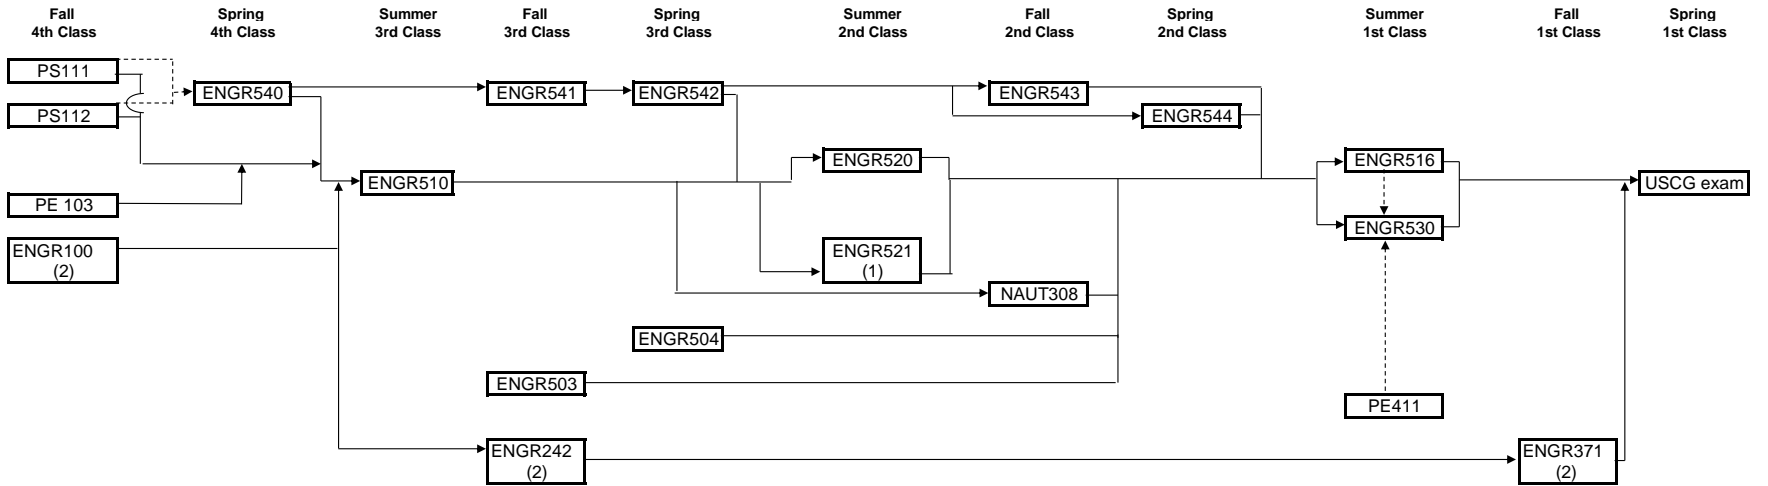 Fall
4th Class
Spring
4th Class
Summer
3rd Class
Fall
3rd Class
Spring
3rd Class
Summer
2nd Class
Fall
2nd Class
Spring
2nd Class
Summer
1st Class
Fall
1st Class
Spring
1st Class
PS111
ENGR540
ENGR541
ENGR542
ENGR543
PS112
ENGR544
ENGR520
ENGR516
ENGR510
USCG exam
PE 103
ENGR530
ENGR100
(2)
ENGR521
(1)
NAUT308
ENGR504
ENGR503
PE411
ENGR242
(2)
ENGR371
(2)